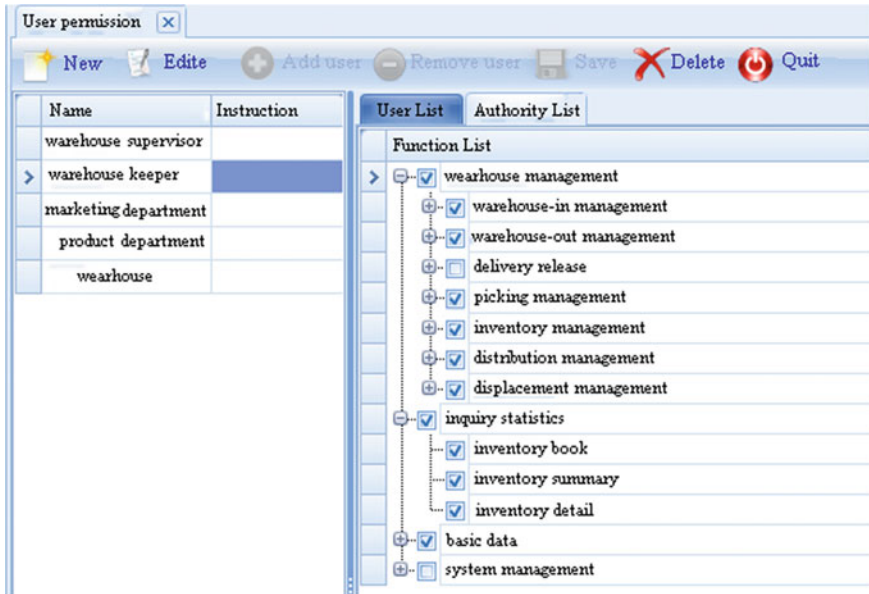 User permission
New Edite Add user Remove user Save Delete Quit
Name Instruction
warehouse supervisor
warehouse keeper
marketing department
product department
wearhouse
User List Authority List
Function List
wearhouse management
warehouse-in management
warehouse-out management
delivery release
picking management
inventory management
distribution management
displacement management
inquiry statistics
inventory book
inventory summary
inventory detail
basic data
system management